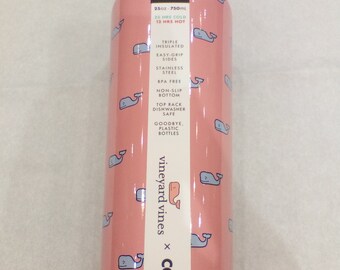 25oz • 750ml
25 HRS COLD
12 HRS HOT
TRIPLE
INSULATED
EASY-GRIP
SIDES
STAINLESS
STEEL
BPA FREE
NON-SLIP
BOTTOM
TOP RACK
DISHWASHER
SAFE
GOODBYE,
PLASTIC
BOTTLES
vineyard vines
×